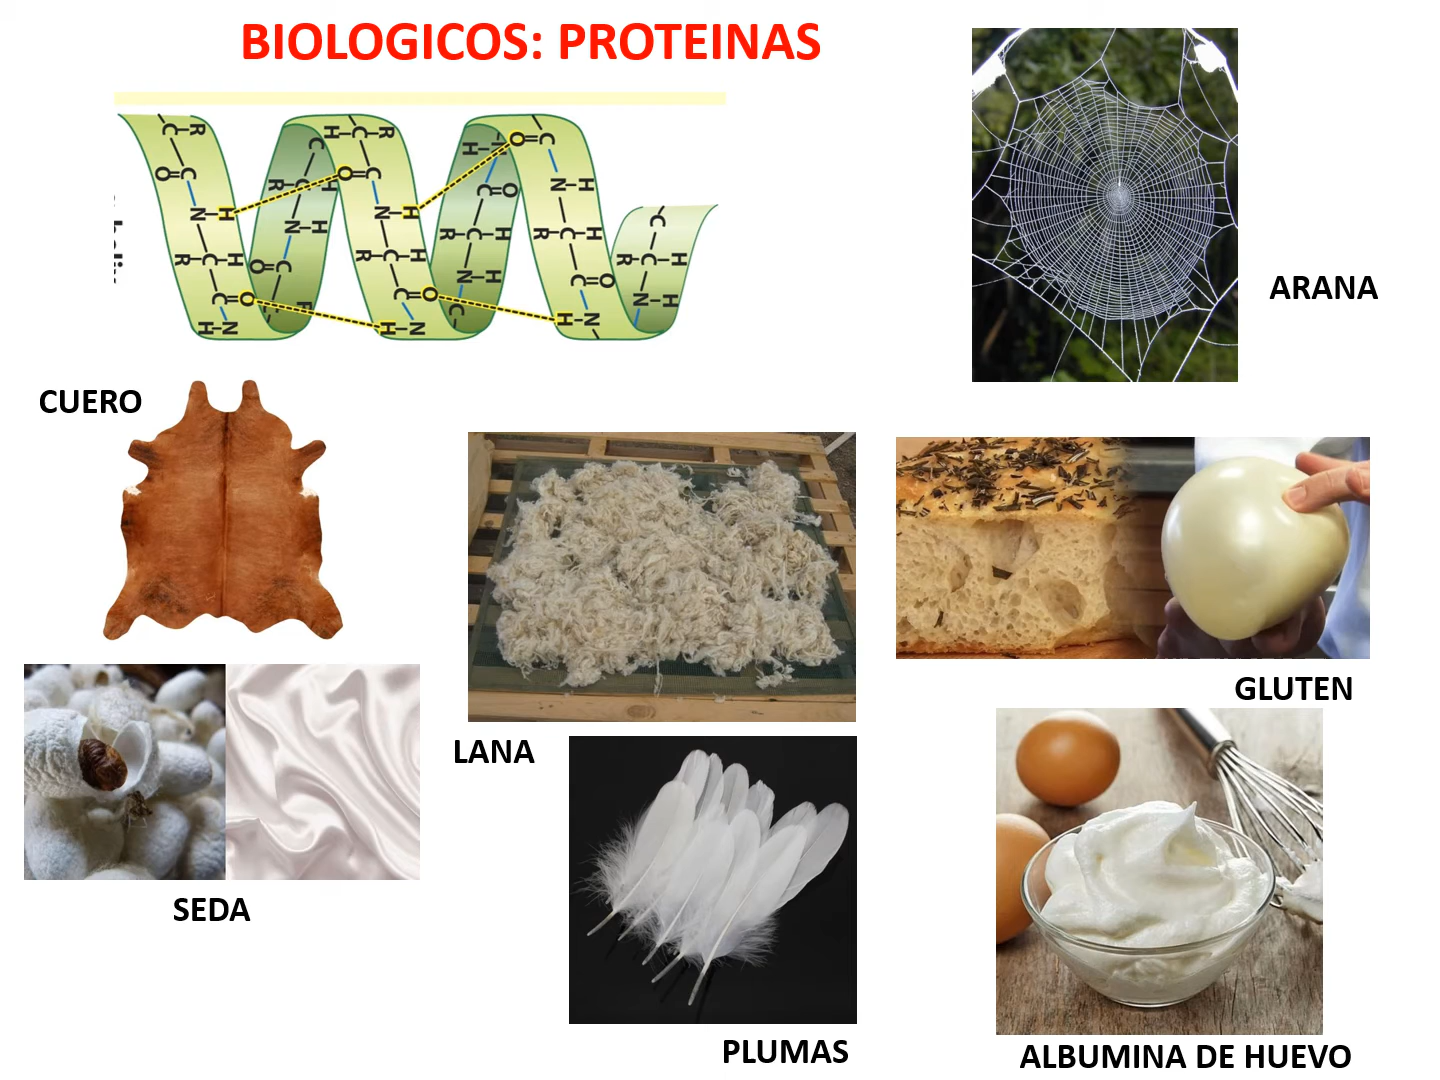 BIOLOGICOS: PROTEINAS
ARANA
CUERO
GLUTEN
LANA
SEDA
PLUMAS
ALBUMINA DE HUEVO